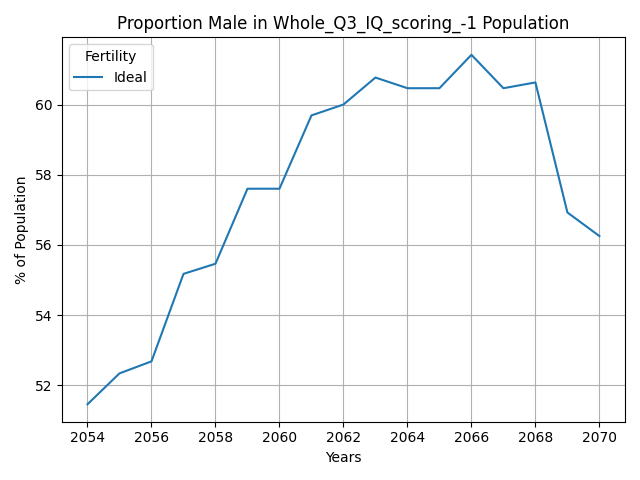 Proportion Male in Whole_Q3_IQ_scoring_-1 Population
Fertility
Ideal
% of Population
60
58
56
54
52
2054 2056 2058 2060 2062 2064 2066 2068 2070
Years